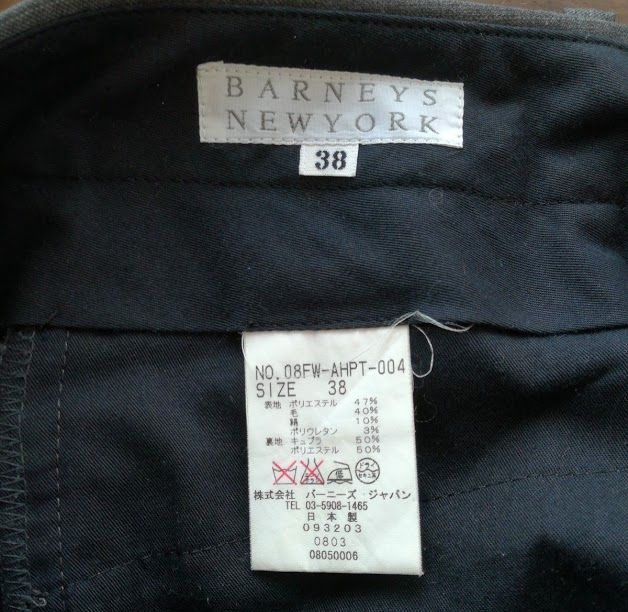 BARNEYS
NEWYORK
38
NO. 08FW-AHPT-004
SIZE 38
表地 ポリエステル 47%
毛 40%
絹 10%
ポリウレタン 3%
裏地 キュプラ 50%
ポリエステル 50%
ドライ
株式会社 バーニーズ ジャパン
TEL 03-5908-1465
日本製
093203
0803
08050006